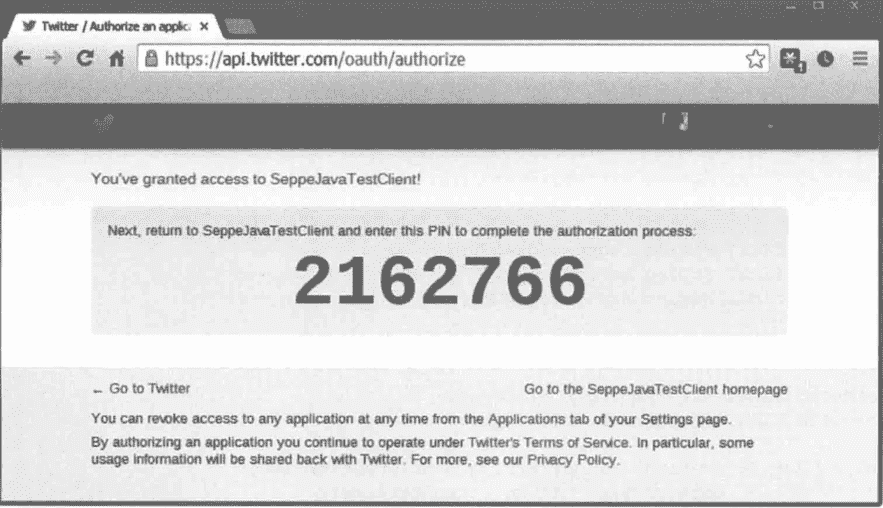 Twitter / Authorize an applic
https://api.twitter.com/oauth/authorize
1
You've granted access to SeppeJavaTestClient!
Next, return to SeppeJavaTestClient and enter this PIN to complete the authorization process:
2162766
← Go to Twitter
Go to the SeppeJavaTestClient homepage
You can revoke access to any application at any time from the Applications tab of your Settings page.
By authorizing an application you continue to operate under Twitter's Terms of Service. In particular, some
usage information will be shared back with Twitter. For more, see our Privacy Policy.